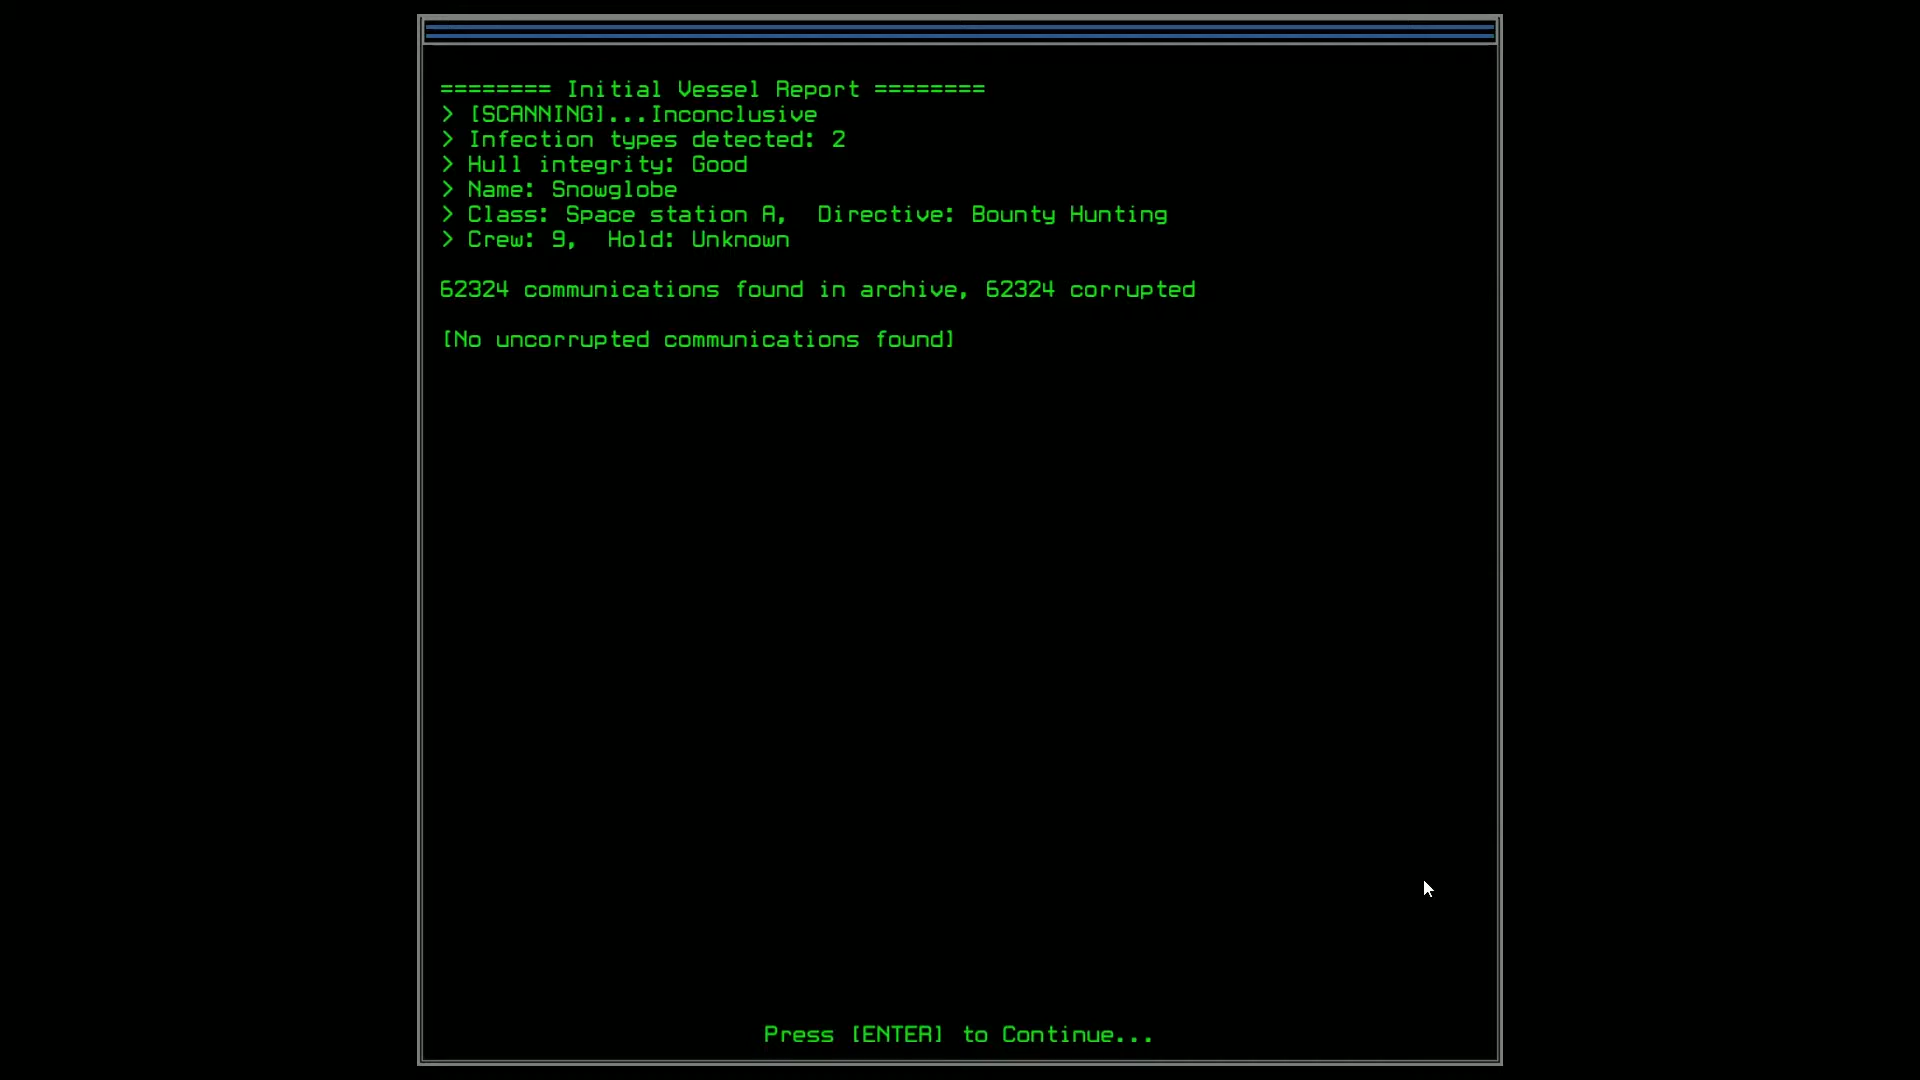 ======== Initial Vessel Report ========
> [SCANNING]...Inconclusive
> Infection types detected: 2
> Hull integrity: Good
> Name: Snowglobe
> Class: Space station A,  Directive: Bounty Hunting
> Crew: 9,  Hold: Unknown
62324 communications found in archive, 62324 corrupted
[No uncorrupted communications found]
Press [ENTER] to Continue...